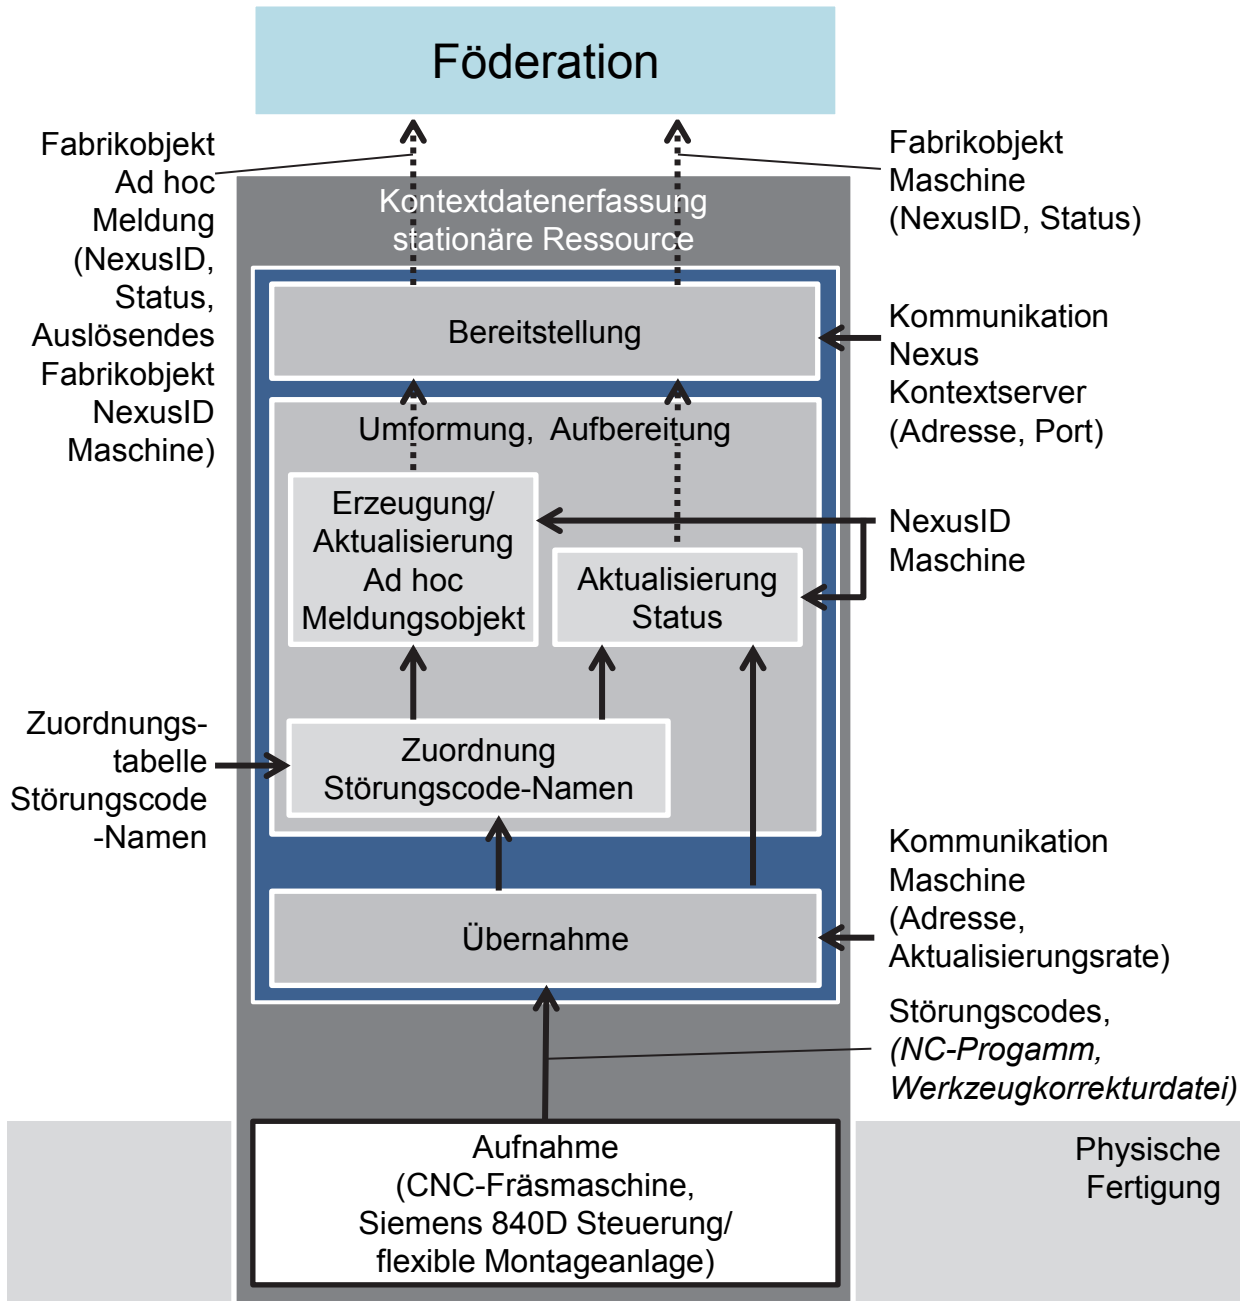 Föderation
Fabrikobjekt
Ad hoc
Meldung
(NexusID,
Status,
Auslösendes
Fabrikobjekt
NexusID
Maschine)
Fabrikobjekt
Maschine
(NexusID, Status)
Kontextdatenerfassung
stationäre Ressource
Bereitstellung
Kommunikation
Nexus
Kontextserver
(Adresse, Port)
Umformung, Aufbereitung
Erzeugung/
Aktualisierung
Ad hoc
Meldungsobjekt
Aktualisierung
Status
NexusID
Maschine
Zuordnungs-
tabelle
Störungscode
-Namen
Zuordnung
Störungscode-Namen
Übernahme
Kommunikation
Maschine
(Adresse,
Aktualisierungsrate)
Störungscodes,
(NC-Progamm,
Werkzeugkorrekturdatei)
Aufnahme
(CNC-Fräsmaschine,
Siemens 840D Steuerung/
flexible Montageanlage)
Physische
Fertigung